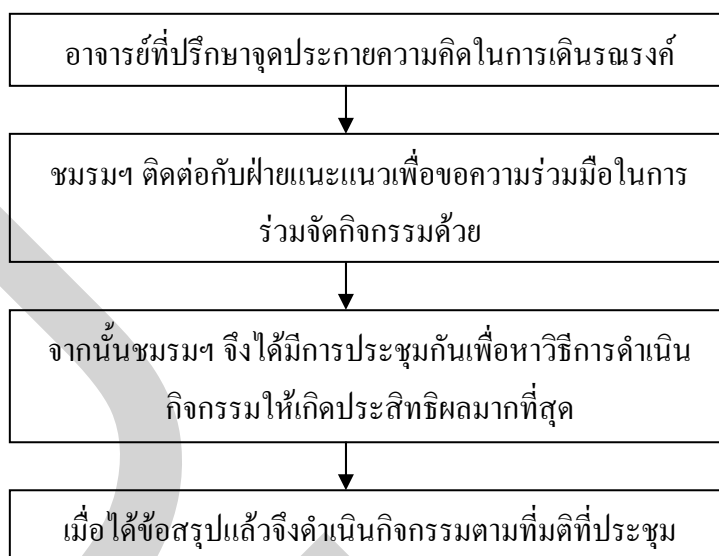 อาจารย์ที่ปรึกษาจุดประกายความคิดในการเดินรณรงค์
ชมรมฯ ติดต่อกับฝ่ายแนะแนวเพื่อขอความร่วมมือในการ
ร่วมจัดกิจกรรมด้วย
จากนั้นชมรมฯ จึงได้มีการประชุมกันเพื่อหาวิธีการดำเนิน
กิจกรรมให้เกิดประสิทธิผลมากที่สุด
เมื่อได้ข้อสรุปแล้วจึงดำเนินกิจกรรมตามที่มติที่ประชุม